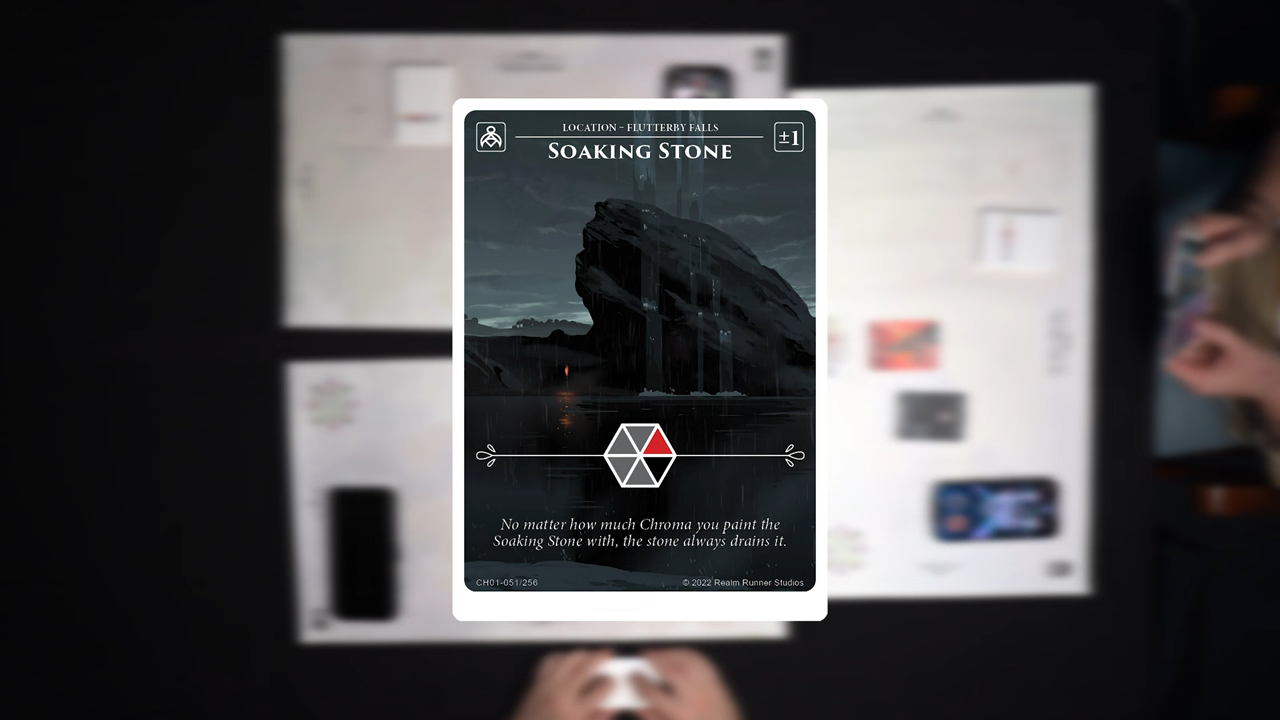 LOCATION – FLUTTERBY FALLS
SOAKING STONE
±1
No matter how much Chroma you paint the
Soaking Stone with, the stone always drains it.
CH01-051/256
© 2022 Realm Runner Studios